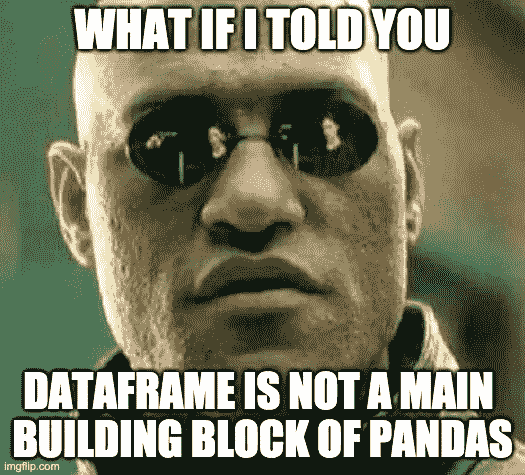 WHAT IF I TOLD YOU
DATAFRAME IS NOT A MAIN
BUILDING BLOCK OF PANDAS
imgflip.com